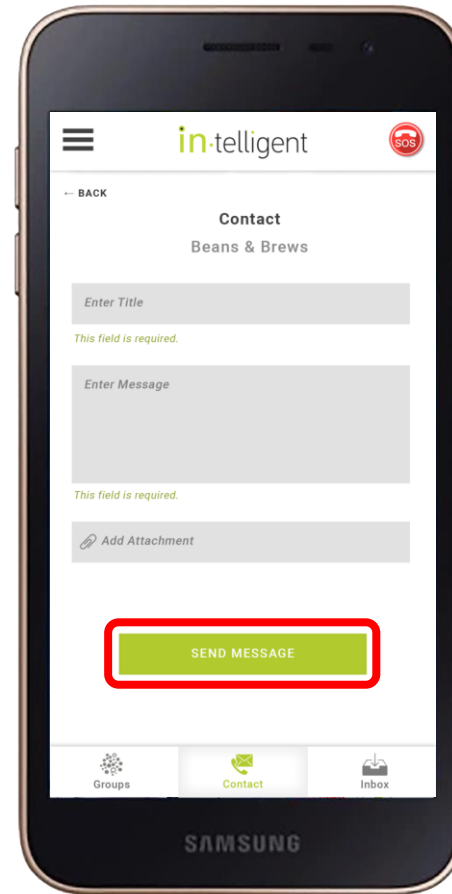 in·telligent
SOS
← BACK
Contact
Beans & Brews
Enter Title
This field is required.
Enter Message
This field is required.
Add Attachment
SEND MESSAGE
Groups
Contact
Inbox
SAMSUNG